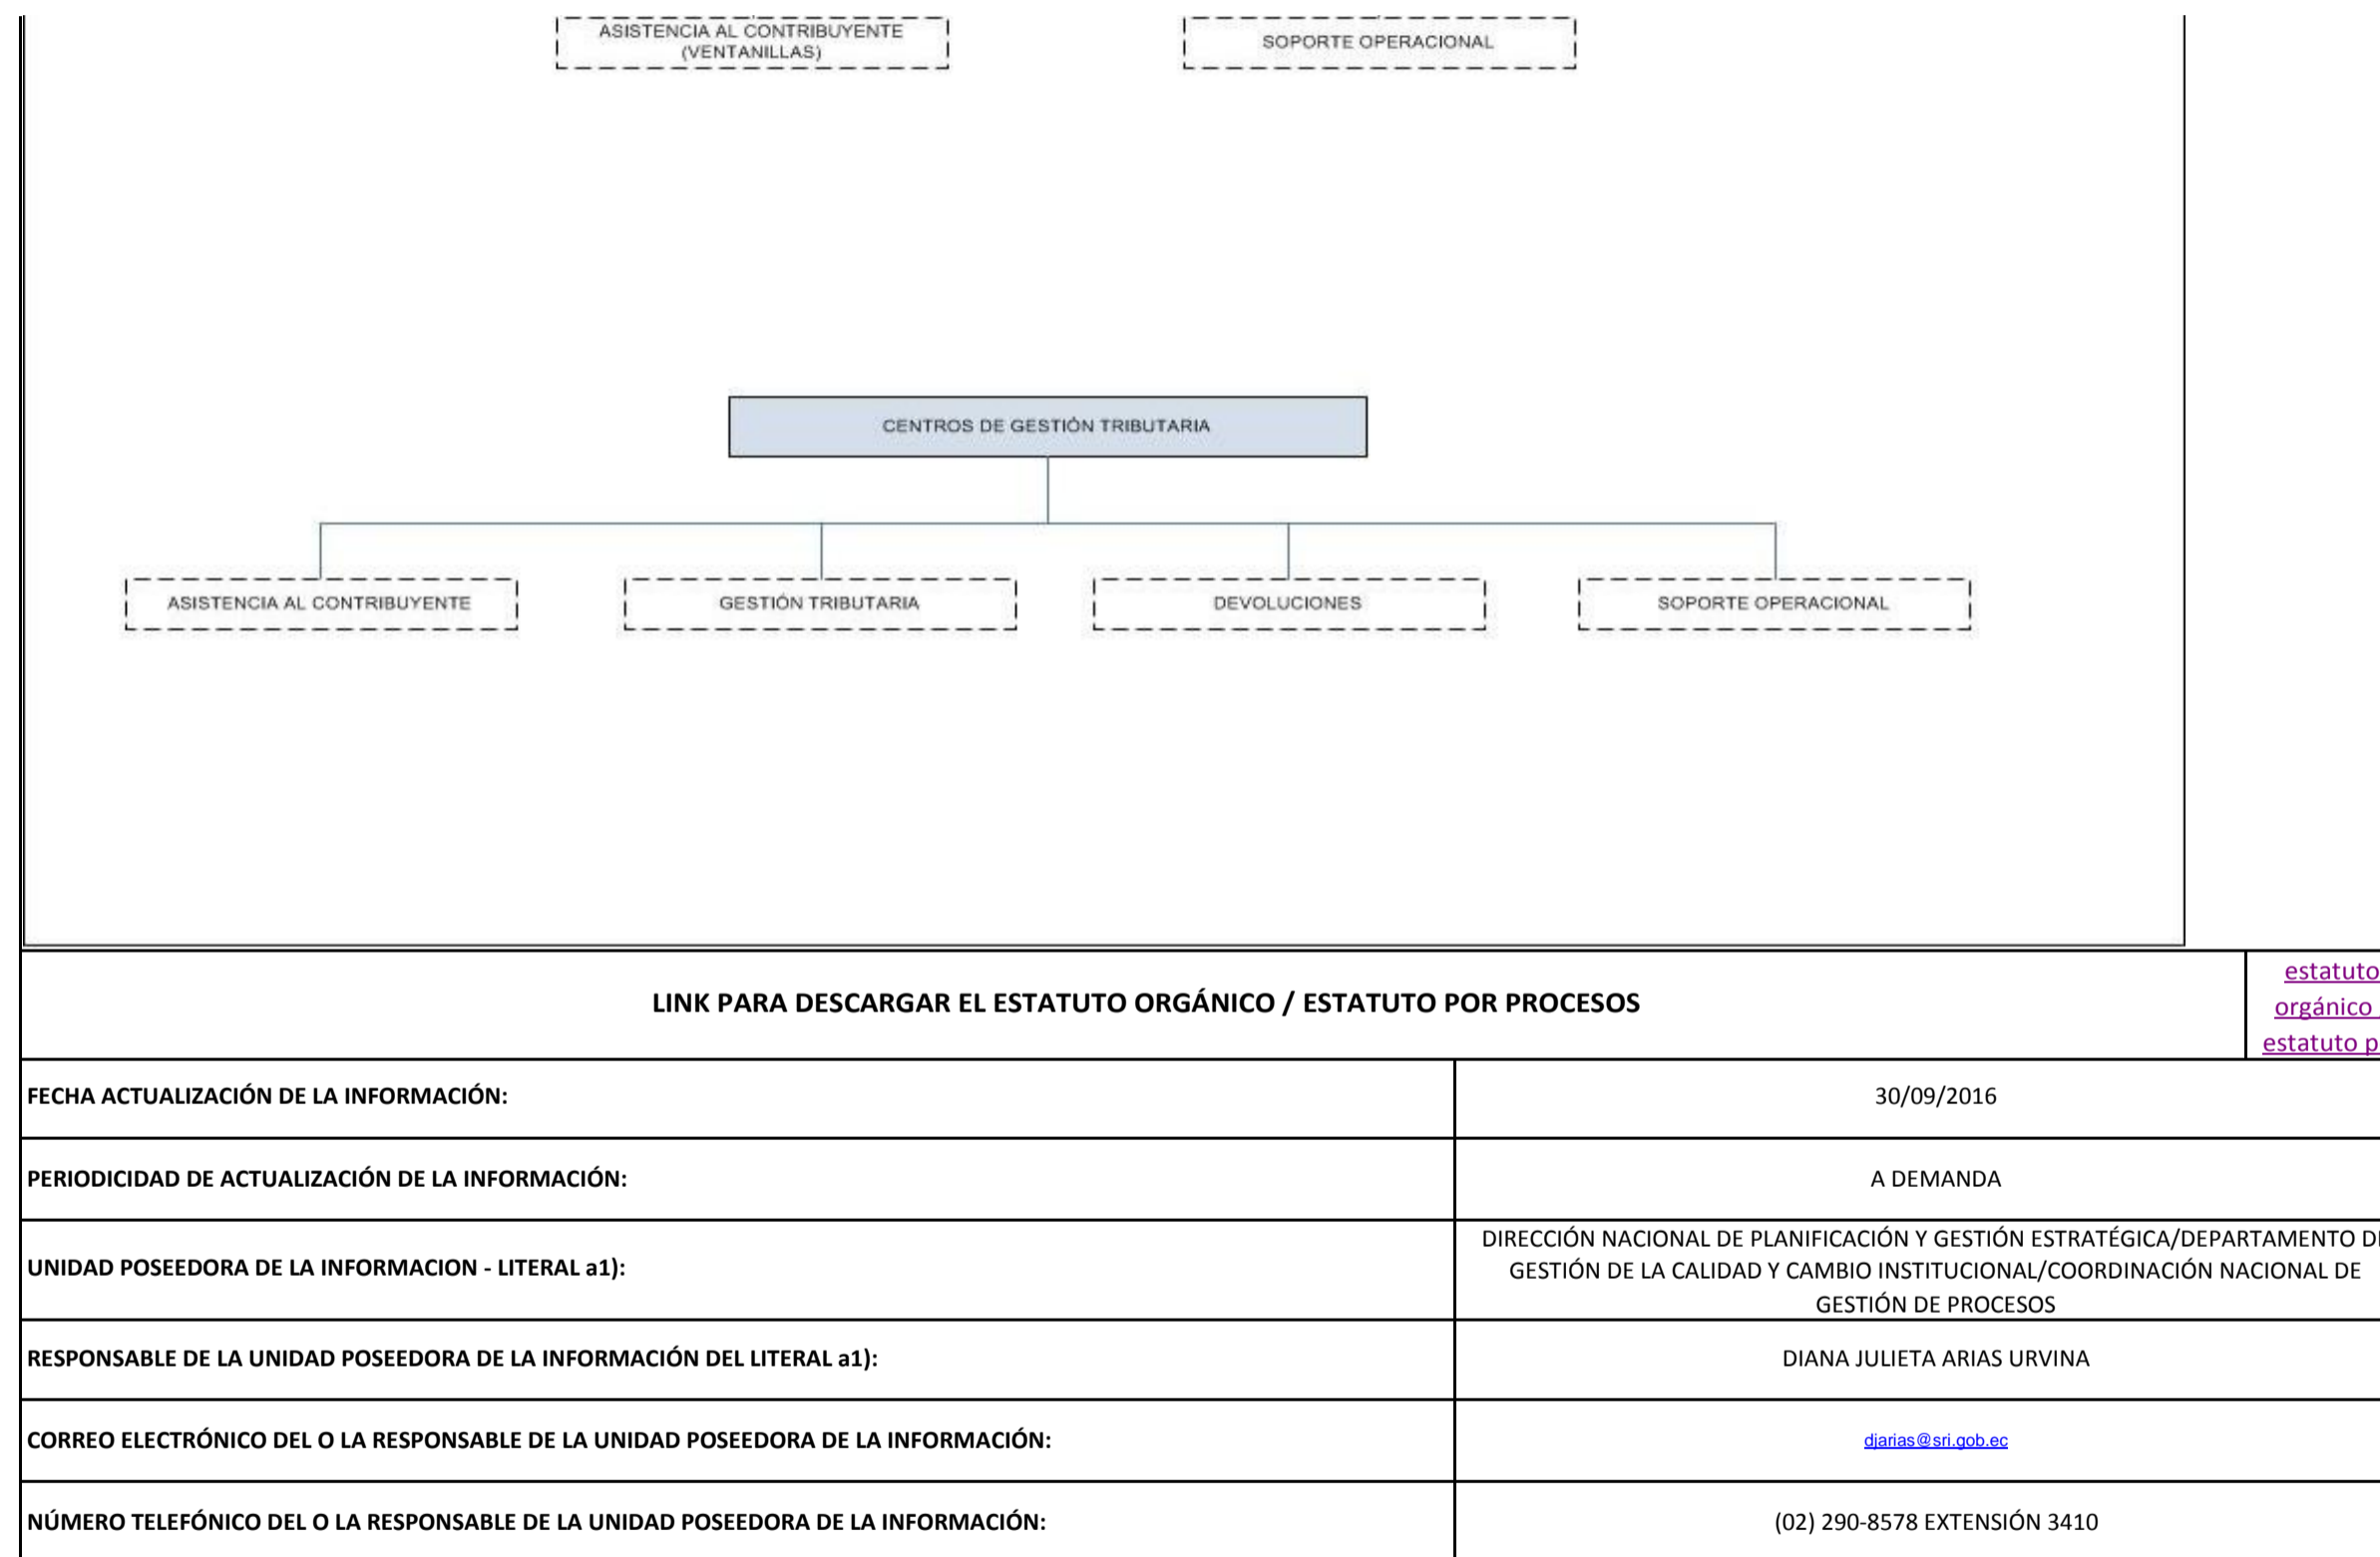 ASISTENCIA AL CONTRIBUYENTE
(VENTANILLAS)
SOPORTE OPERACIONAL
CENTROS DE GESTIÓN TRIBUTARIA
ASISTENCIA AL CONTRIBUYENTE
GESTIÓN TRIBUTARIA
DEVOLUCIONES
SOPORTE OPERACIONAL
LINK PARA DESCARGAR EL ESTATUTO ORGÁNICO / ESTATUTO POR PROCESOS
estatuto
orgánico
estatuto p
FECHA ACTUALIZACIÓN DE LA INFORMACIÓN:
30/09/2016
PERIODICIDAD DE ACTUALIZACIÓN DE LA INFORMACIÓN:
A DEMANDA
UNIDAD POSEEDORA DE LA INFORMACION - LITERAL a1):
DIRECCIÓN NACIONAL DE PLANIFICACIÓN Y GESTIÓN ESTRATÉGICA/DEPARTAMENTO D
GESTIÓN DE LA CALIDAD Y CAMBIO INSTITUCIONAL/COORDINACIÓN NACIONAL DE
GESTIÓN DE PROCESOS
RESPONSABLE DE LA UNIDAD POSEEDORA DE LA INFORMACIÓN DEL LITERAL a1):
DIANA JULIETA ARIAS URVINA
CORREO ELECTRÓNICO DEL O LA RESPONSABLE DE LA UNIDAD POSEEDORA DE LA INFORMACIÓN:
djarias@sri.gob.ec
NÚMERO TELEFÓNICO DEL O LA RESPONSABLE DE LA UNIDAD POSEEDORA DE LA INFORMACIÓN:
(02) 290-8578 EXTENSIÓN 3410